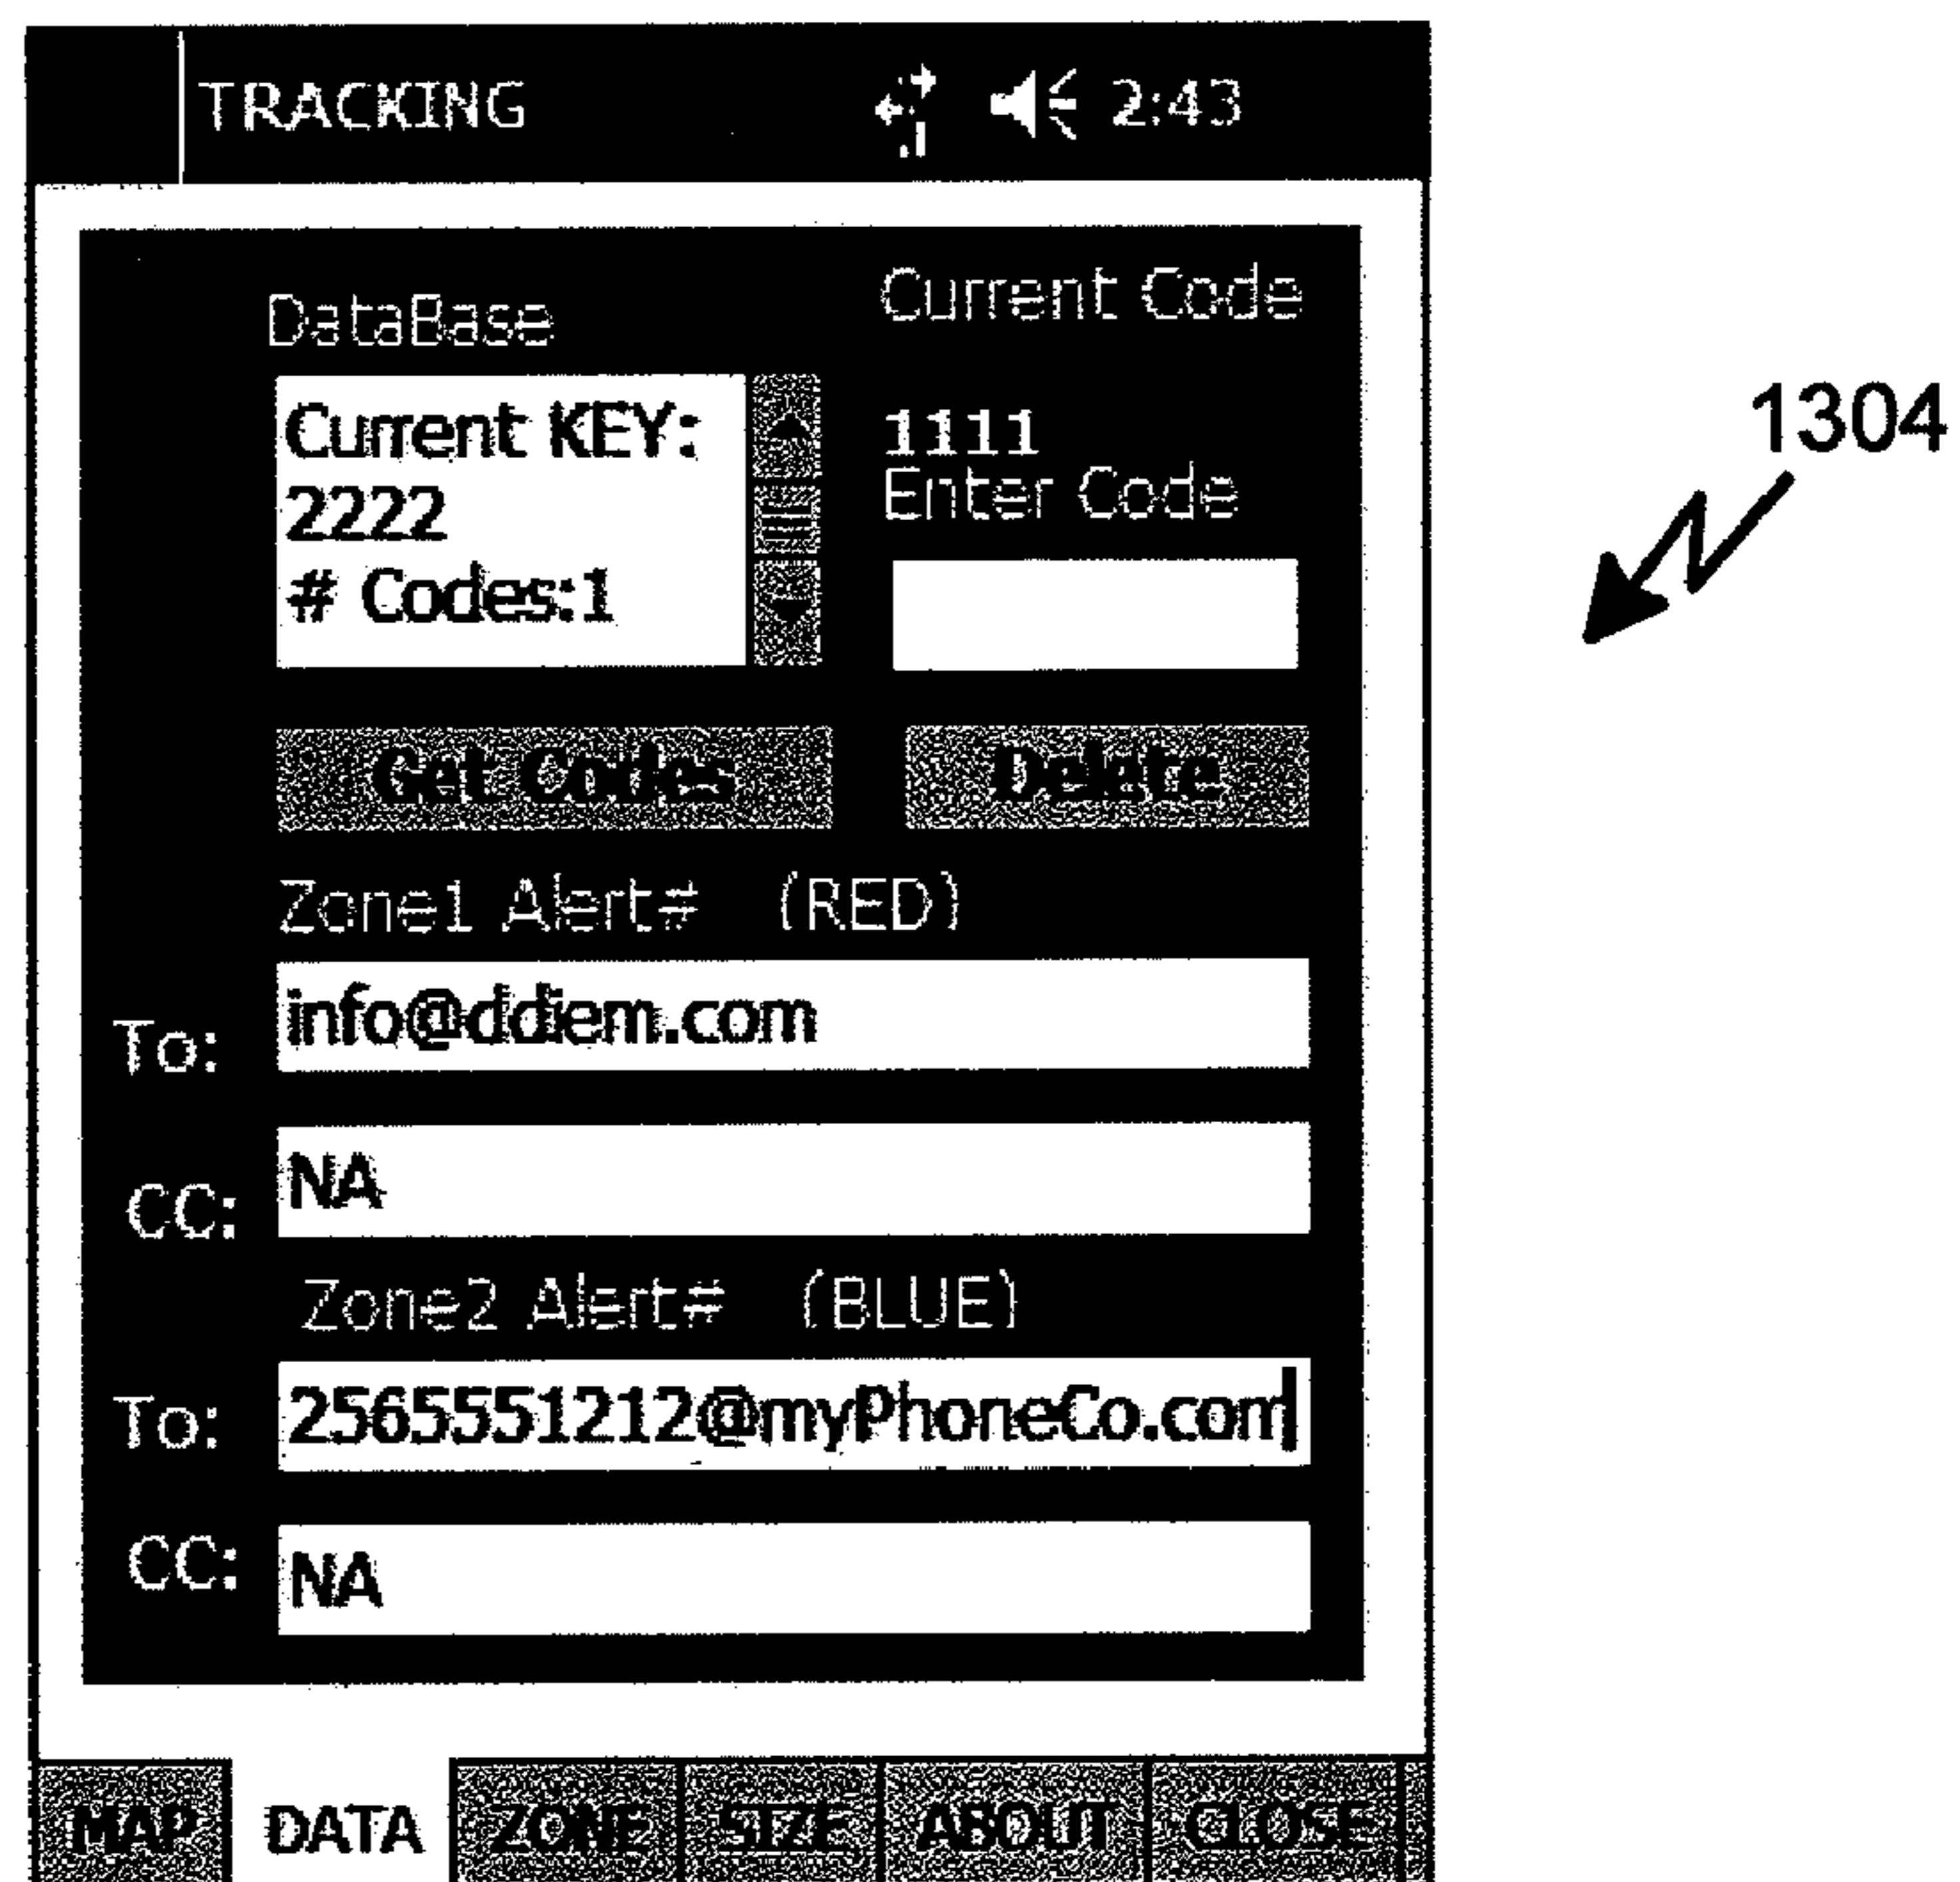 TRACKING 2:43
DataBase
Current Code
Current KEY:
2222
# Codes:1
1111
Enter Code
1304
Get Codes Delete
Zone1 Alert# (RED)
To: info@ddiem.com
CC: NA
Zone2 Alert# (BLUE)
To: 2565551212@myPhoneCo.com
CC: NA
MAP DATA ZONE SIZE ABOUT CLOSE